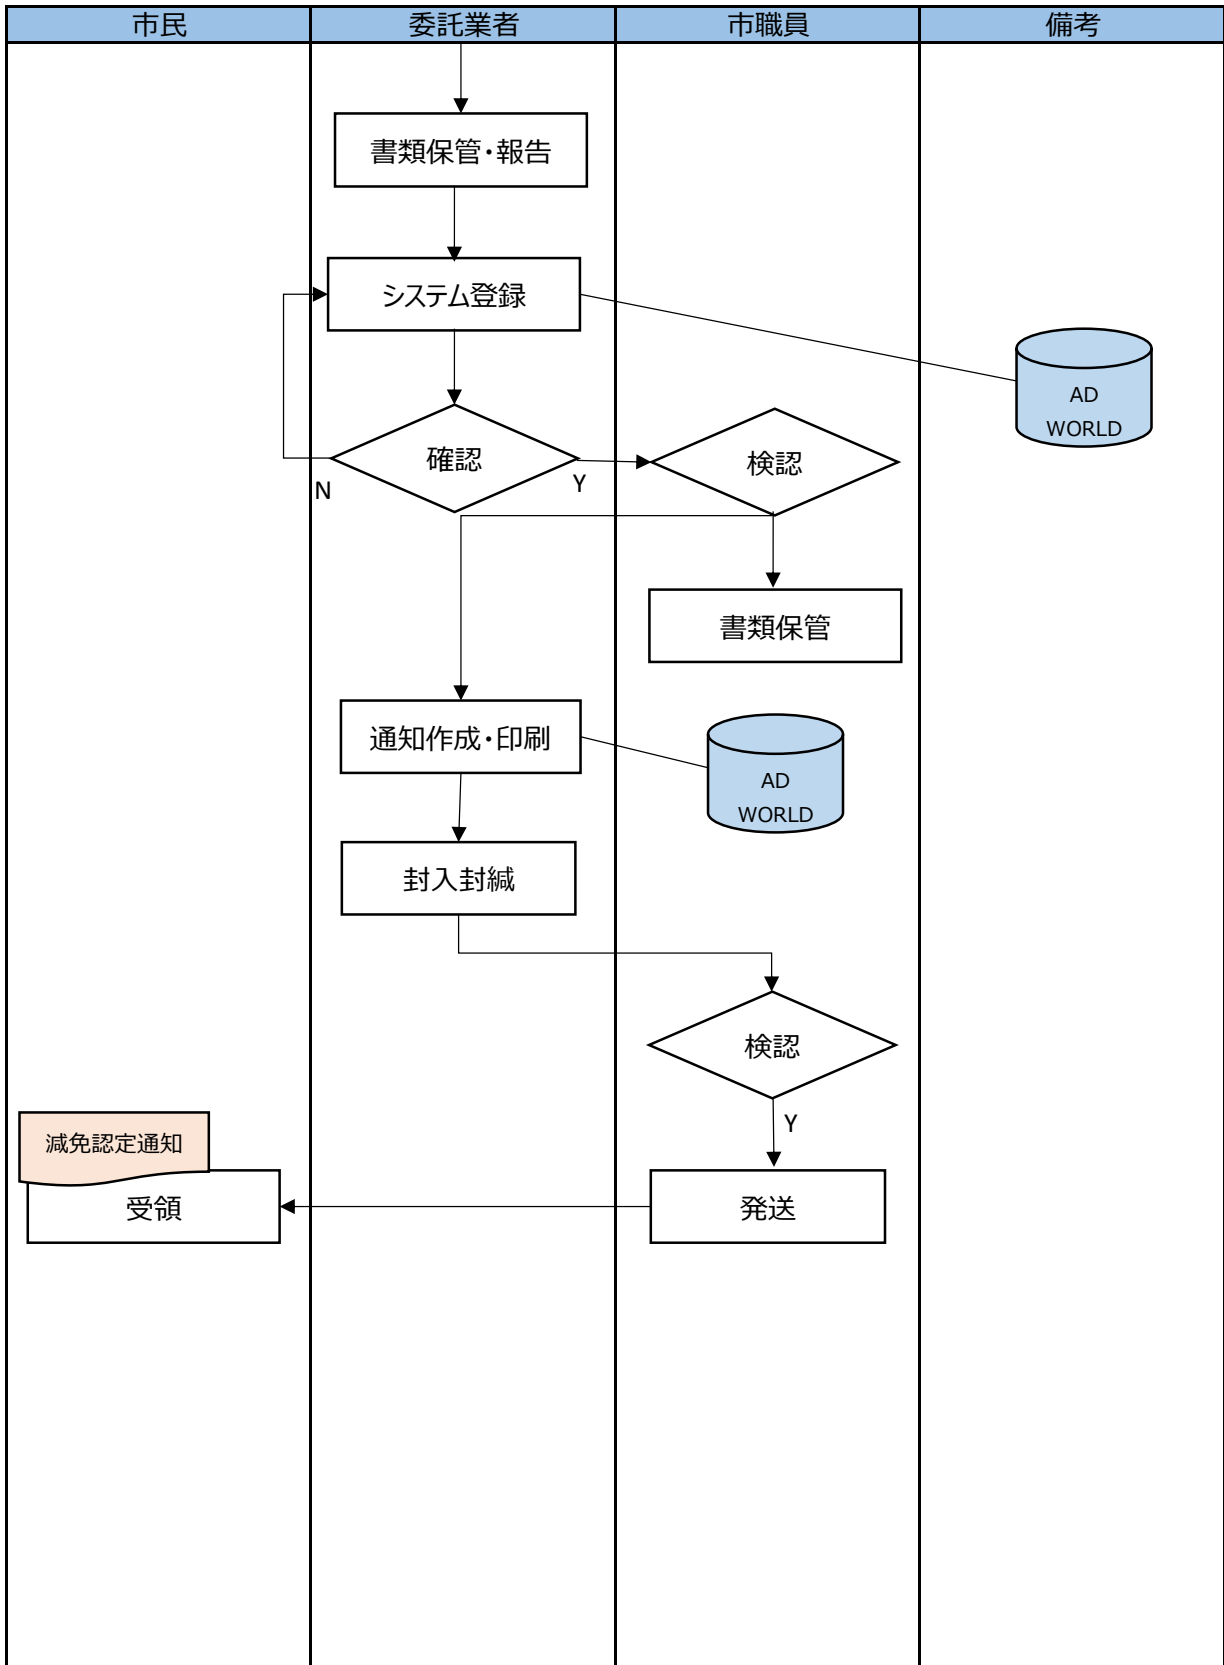 市民
委託業者
市職員
備考
書類保管・報告
システム登録
AD
WORLD
確認
検認
N
Y
書類保管
通知作成・印刷
AD
WORLD
封入封緘
検認
Y
減免認定通知
受領
発送